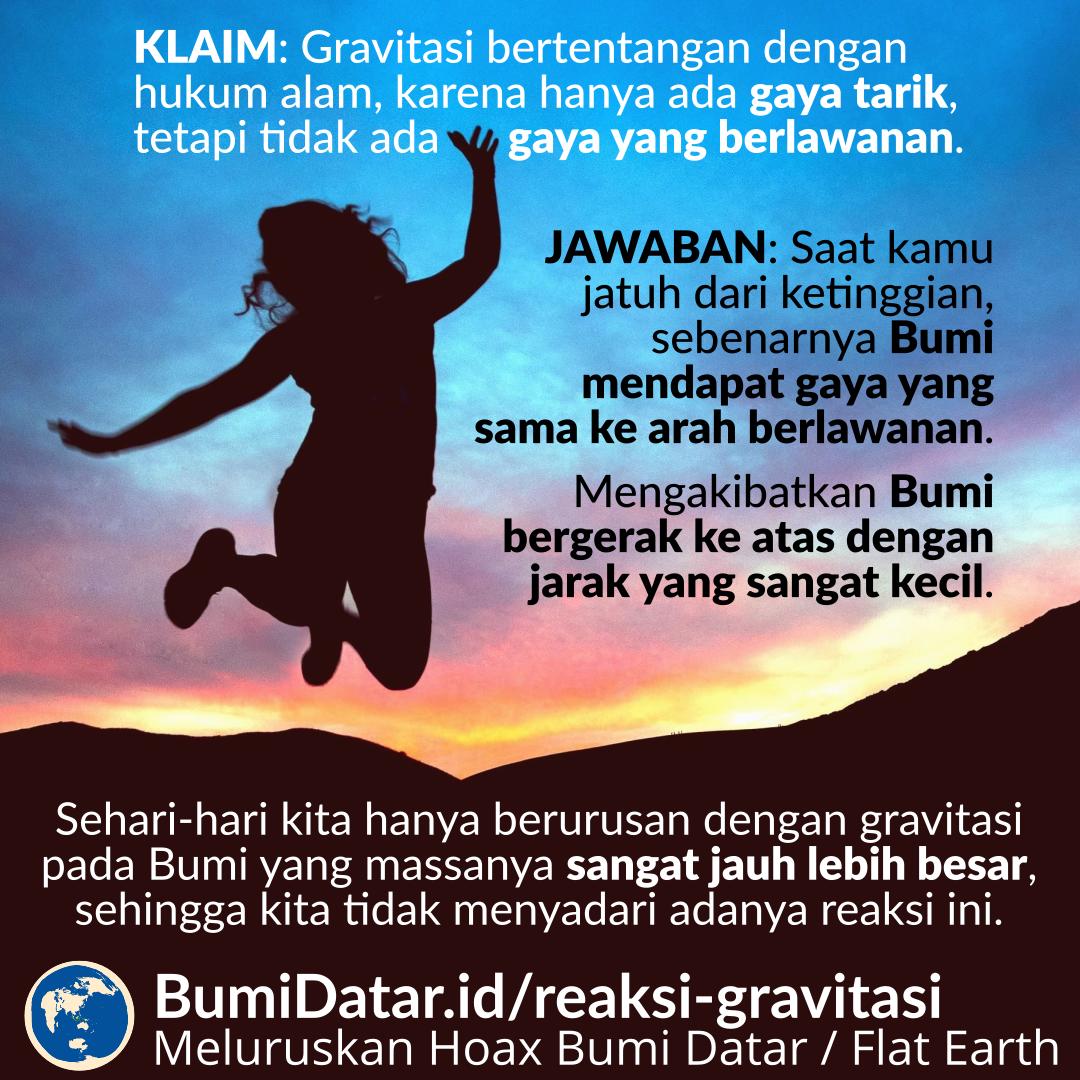 KLAIM: Gravitasi bertentangan dengan
hukum alam, karena hanya ada gaya tarik,
tetapi tidak ada gaya yang berlawanan.
JAWABAN: Saat kamu
jatuh dari ketinggian,
sebenarnya Bumi
mendapat gaya yang
sama ke arah berlawanan.
Mengakibatkan Bumi
bergerak ke atas dengan
jarak yang sangat kecil.
Sehari-hari kita hanya berurusan dengan gravitasi
pada Bumi yang massanya sangat jauh lebih besar,
sehingga kita tidak menyadari adanya reaksi ini.
BumiDatar.id/reaksi-gravitasi
Meluruskan Hoax Bumi Datar / Flat Earth